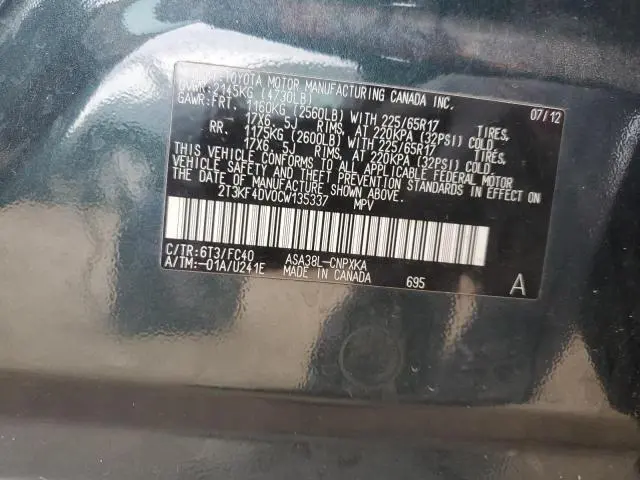 TOYOTA MOTOR MANUFACTURING CANADA INC. 07/12
GVWR: 2145KG (4730LB)
GAWR: FRT. 1160KG (2560LB) WITH 225/65R17 TIRES,
17X6. 5J RIMS, AT 220KPA (32PSI) COLD.
RR. 1175KG (2600LB) WITH 225/65R17 TIRES,
17X6. 5J RIMS, AT 220KPA (32PSI) COLD.
THIS VEHICLE CONFORMS TO ALL APPLICABLE FEDERAL MOTOR
VEHICLE SAFETY AND THEFT PREVENTION STANDARDS IN EFFECT ON
THE DATE OF MANUFACTURE SHOWN ABOVE.
2T3KF4DV0CW135337 MPV
C/TR: 6T3/FC40 ASA38L-CNPXKA
A/TM: -01A/U241E MADE IN CANADA 695 A